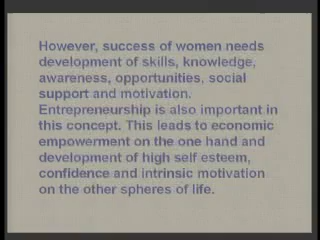 However, success of women needs
development of skills, knowledge,
awareness, opportunities, social
support and motivation.
Entrepreneurship is also important in
this concept. This leads to economic
empowerment on the one hand and
development of high self esteem,
confidence and intrinsic motivation
on the other spheres of life.